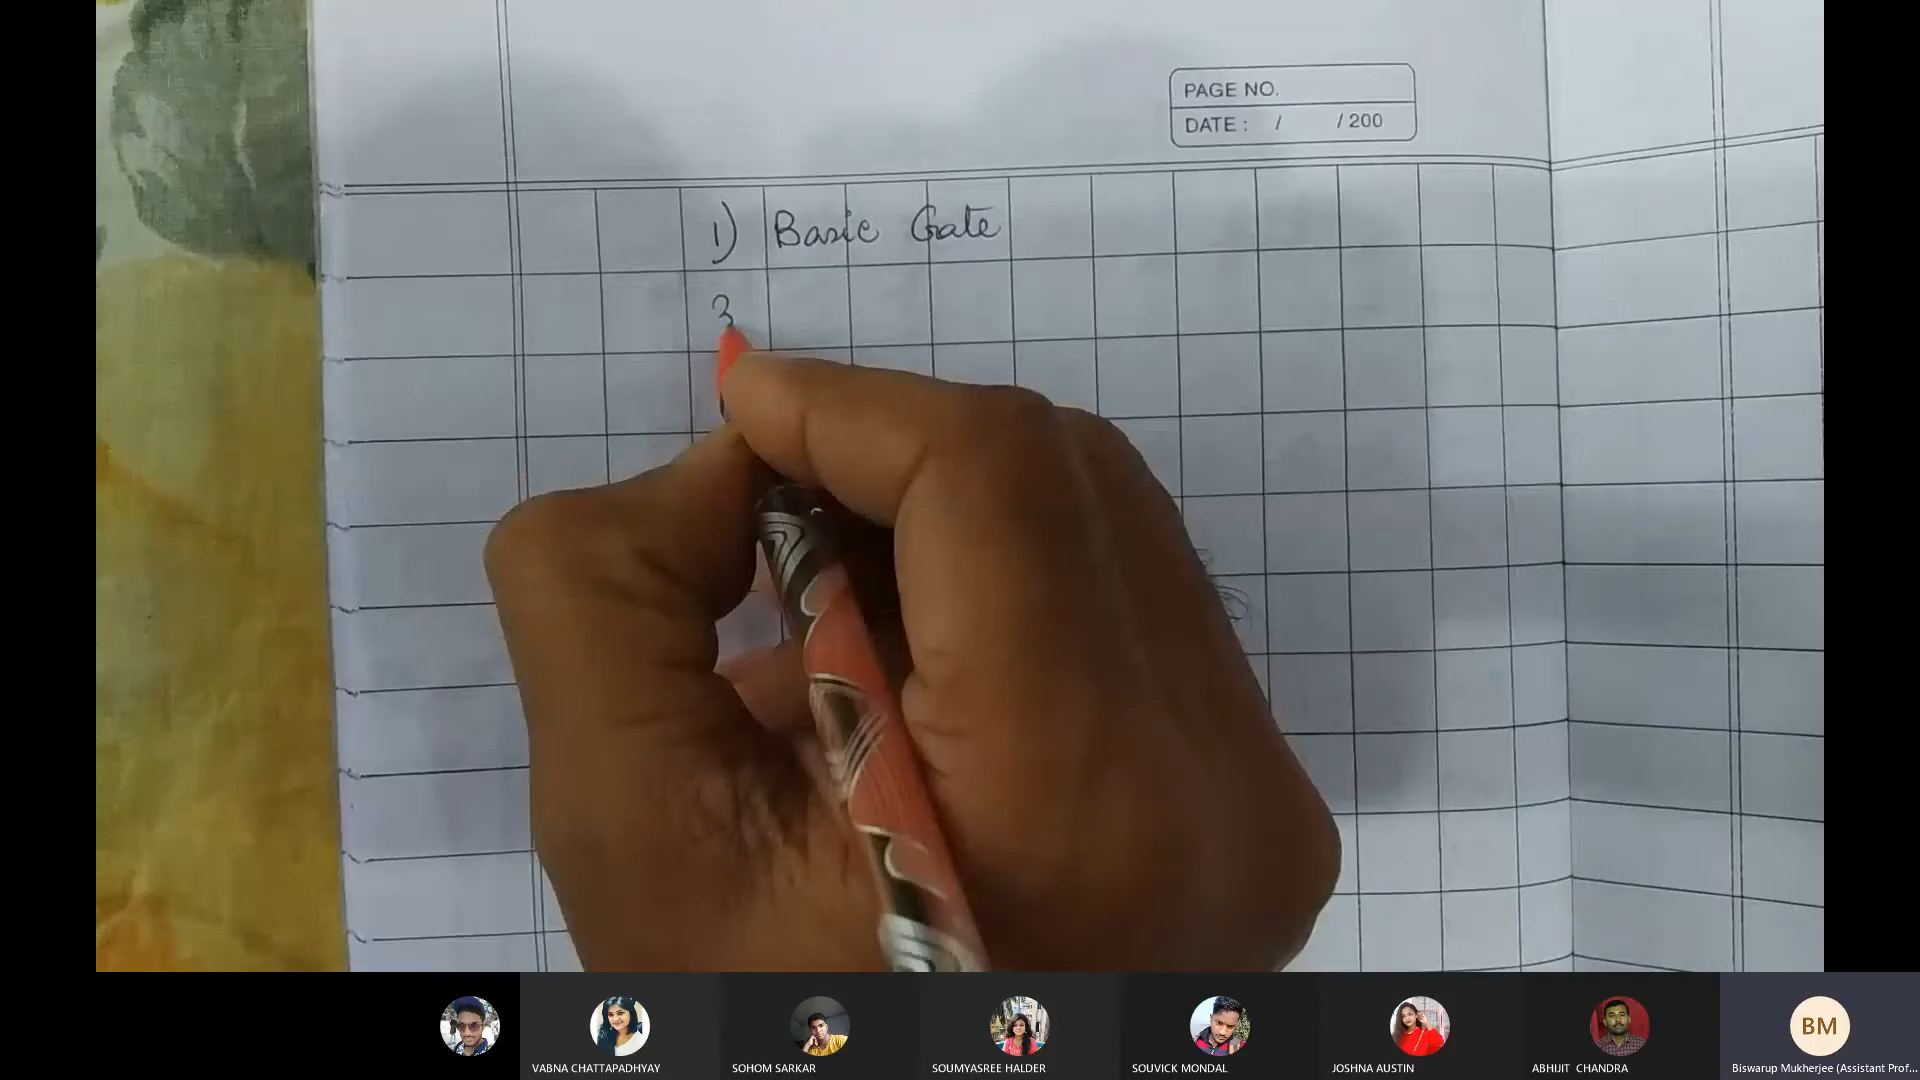 PAGE NO.
DATE : / / 200
1) Basic Gate
3
VABNA CHATTAPADHYAY
SOHOM SARKAR
SOUMYASREE HALDER
SOUVICK MONDAL
JOSHNA AUSTIN
ABHIJIT CHANDRA
BM
Biswarup Mukherjee (Assistant Prof...